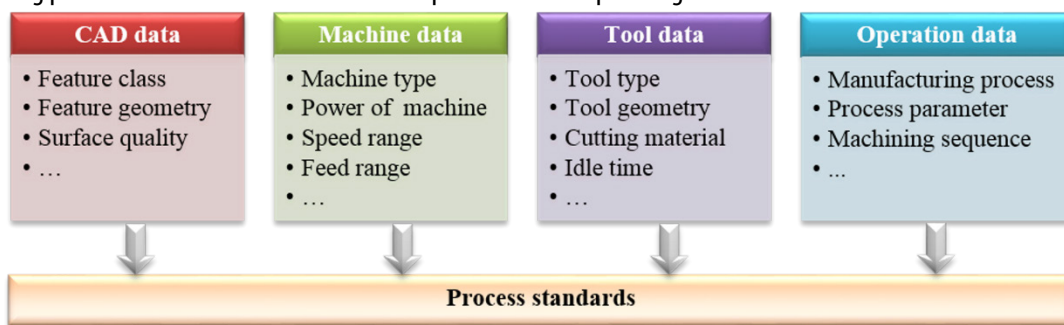 CAD data
• Feature class
• Feature geometry
• Surface quality
• …
Machine data
• Machine type
• Power of machine
• Speed range
• Feed range
• …
Tool data
• Tool type
• Tool geometry
• Cutting material
• Idle time
• …
Operation data
• Manufacturing process
• Process parameter
• Machining sequence
• ...
Process standards